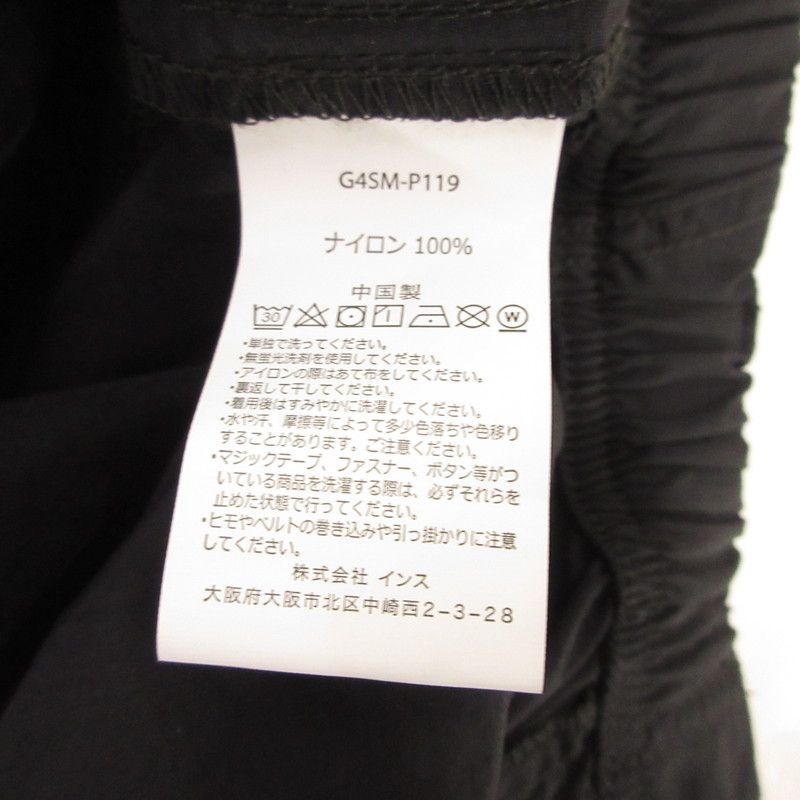 G4SM-P119
ナイロン 100%
中国製
30 W
・単独で洗ってください。
・無蛍光洗剤を使用してください。
・アイロンの際はあて布をしてください。
・裏返して干してください。
・着用後はすみやかに洗濯してください。
・水や汗、摩擦等によって多少色落ちや色移り
することがあります。ご注意ください。
・マジックテープ、ファスナー、ボタン等がつ
いている商品を洗濯する際は、必ずそれらを
止めた状態で行ってください。
・ヒモやベルトの巻き込みや引っ掛かりに注意
してください。
株式会社 インス
大阪府大阪市北区中崎西2-3-28